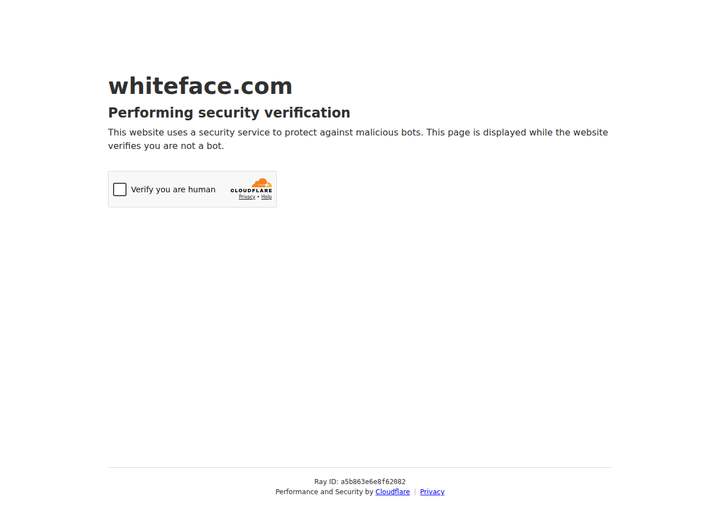 whiteface.com
Performing security verification
This website uses a security service to protect against malicious bots. This page is displayed while the website
verifies you are not a bot.
Verify you are human
CLOUDFLARE
Privacy • Help
Ray ID: a5b863e6e8f62082
Performance and Security by Cloudflare | Privacy